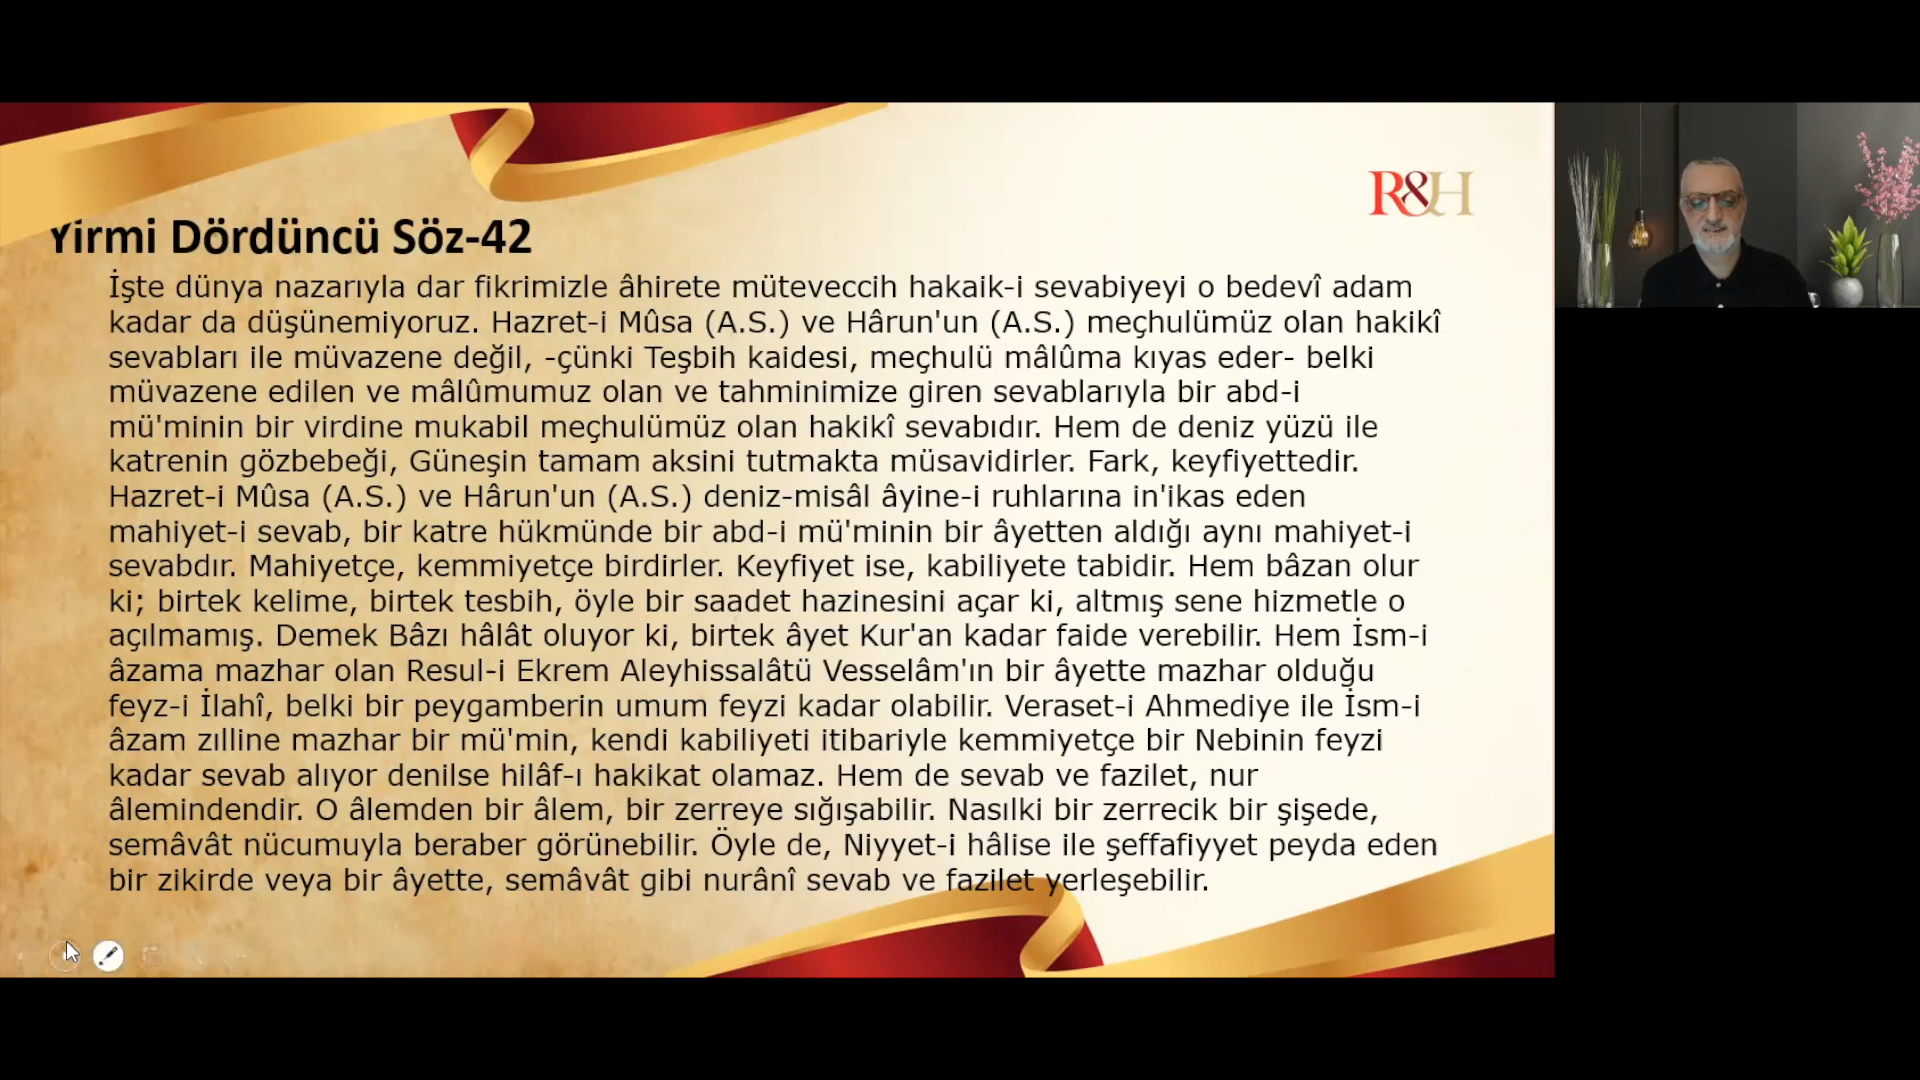 R&H
Yirmi Dördüncü Söz-42
İşte dünya nazarıyla dar fikrimizle âhirete müteveccih hakaik-i sevabiyeyi o bedevî adam
kadar da düşünemiyoruz. Hazret-i Mûsa (A.S.) ve Hârun'un (A.S.) meçhulümüz olan hakikî
sevabları ile müvazene değil, -çünki Teşbih kaidesi, meçhulü mâlûma kıyas eder- belki
müvazene edilen ve mâlûmumuz olan ve tahminimize giren sevablarıyla bir abd-i
mü'minin bir virdine mukabil meçhulümüz olan hakikî sevabıdır. Hem de deniz yüzü ile
katrenin gözbebeği, Güneşin tamam aksini tutmakta müsavidirler. Fark, keyfiyettedir.
Hazret-i Mûsa (A.S.) ve Hârun'un (A.S.) deniz-misâl âyine-i ruhlarına in'ikas eden
mahiyet-i sevab, bir katre hükmünde bir abd-i mü'minin bir âyetten aldığı aynı mahiyet-i
sevabdır. Mahiyetçe, kemmiyetçe birdirler. Keyfiyet ise, kabiliyete tabidir. Hem bâzan olur
ki; birtek kelime, birtek tesbih, öyle bir saadet hazinesini açar ki, altmış sene hizmetle o
açılmamış. Demek Bâzı hâlât oluyor ki, birtek âyet Kur'an kadar faide verebilir. Hem İsm-i
âzama mazhar olan Resul-i Ekrem Aleyhissalâtü Vesselâm'ın bir âyette mazhar olduğu
feyz-i İlahî, belki bir peygamberin umum feyzi kadar olabilir. Veraset-i Ahmediye ile İsm-i
âzam zılline mazhar bir mü'min, kendi kabiliyeti itibariyle kemmiyetçe bir Nebinin feyzi
kadar sevab alıyor denilse hilâf-ı hakikat olamaz. Hem de sevab ve fazilet, nur
âlemindendir. O âlemden bir âlem, bir zerreye sığışabilir. Nasılki bir zerrecik bir şişede,
semâvât nücumuyla beraber görünebilir. Öyle de, Niyyet-i hâlise ile şeffafiyyet peyda eden
bir zikirde veya bir âyette, semâvât gibi nurânî sevab ve fazilet yerleşebilir.